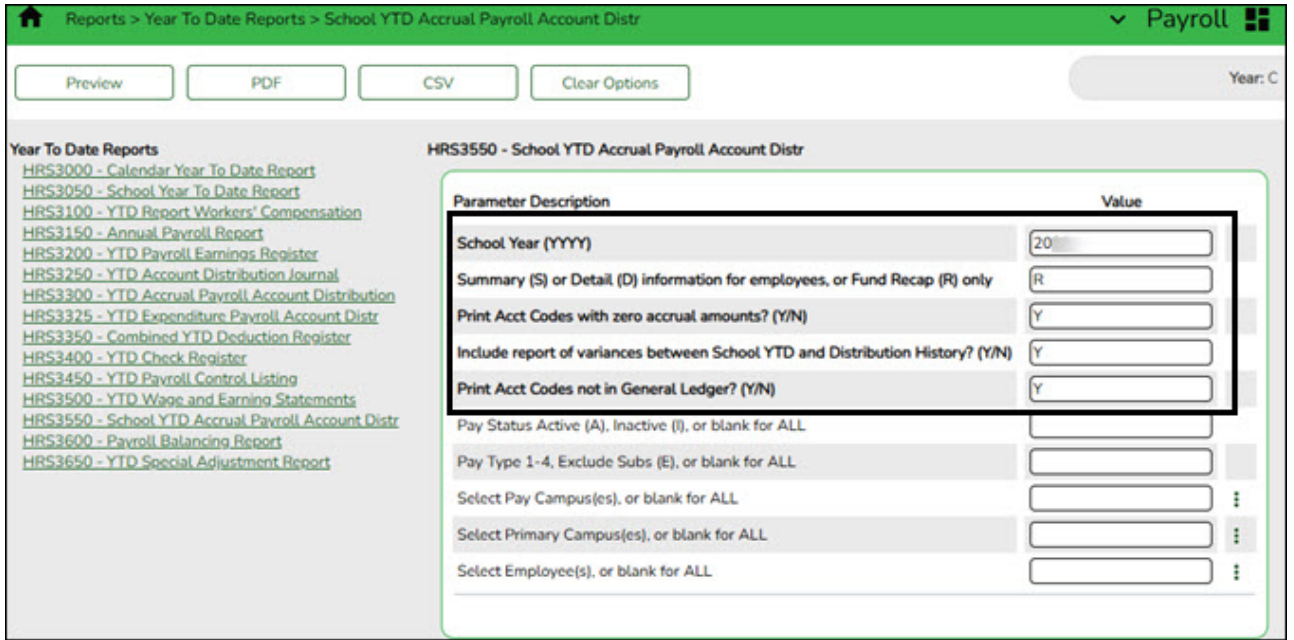 Reports > Year To Date Reports > School YTD Accrual Payroll Account Distr
Payroll
Preview
PDF
CSV
Clear Options
Year: C
Year To Date Reports
HRS3000 - Calendar Year To Date Report
HRS3050 - School Year To Date Report
HRS3100 - YTD Report Workers' Compensation
HRS3150 - Annual Payroll Report
HRS3200 - YTD Payroll Earnings Register
HRS3250 - YTD Account Distribution Journal
HRS3300 - YTD Accrual Payroll Account Distribution
HRS3325 - YTD Expenditure Payroll Account Distr
HRS3350 - Combined YTD Deduction Register
HRS3400 - YTD Check Register
HRS3450 - YTD Payroll Control Listing
HRS3500 - YTD Wage and Earning Statements
HRS3550 - School YTD Accrual Payroll Account Distr
HRS3600 - Payroll Balancing Report
HRS3650 - YTD Special Adjustment Report
HRS3550 - School YTD Accrual Payroll Account Distr
Parameter Description Value
School Year (YYYY) 20
Summary (S) or Detail (D) information for employees, or Fund Recap (R) only R
Print Acct Codes with zero accrual amounts? (Y/N) Y
Include report of variances between School YTD and Distribution History? (Y/N) Y
Print Acct Codes not in General Ledger? (Y/N) Y
Pay Status Active (A), Inactive (I), or blank for ALL
Pay Type 1-4, Exclude Subs (E), or blank for ALL
Select Pay Campus(es), or blank for ALL
Select Primary Campus(es), or blank for ALL
Select Employee(s), or blank for ALL